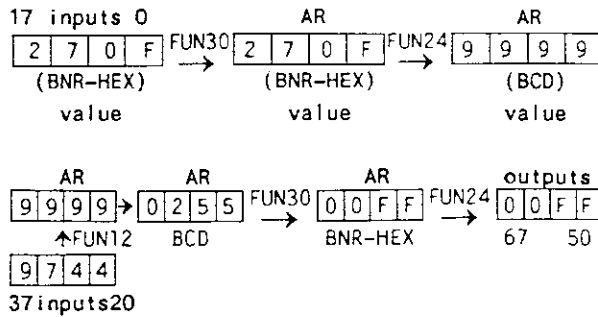 17 inputs 0 AR AR
2 7 0 F FUN30 2 7 0 F FUN24 9 9 9 9
(BNR-HEX) → (BNR-HEX) → (BCD)
value value value
AR AR AR outputs
9 9 9 9 → 0 2 5 5 FUN30 → 0 0 F F FUN24 → 0 0 F F
↑FUN12 BCD BNR-HEX 67 50
9 7 4 4
37inputs20